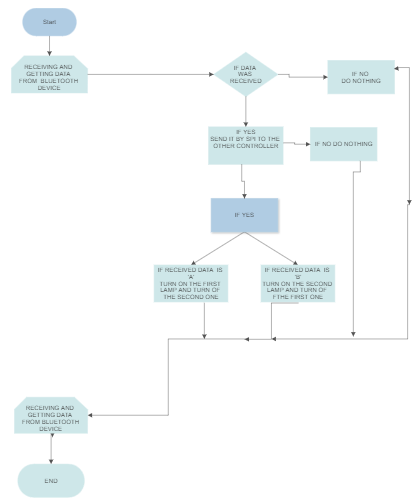 Start
RECEIVING AND
GETTING DATA
FROM BLUETOOTH
DEVICE
IF DATA
WAS
RECEIVED
IF NO
DO NOTHING
IF YES
SEND IT BY SPI TO THE
OTHER CONTROLLER
IF NO DO NOTHING
IF YES
IF RECEIVED DATA IS
'A'
TURN ON THE FIRST
LAMP AND TURN OF
THE SECOND ONE
IF RECEIVED DATA IS
'B'
TURN ON THE SECOND
LAMP AND TURN OF
FTHE FIRST ONE
RECEIVING AND
GETTING DATA
FROM BLUETOOTH
DEVICE
END